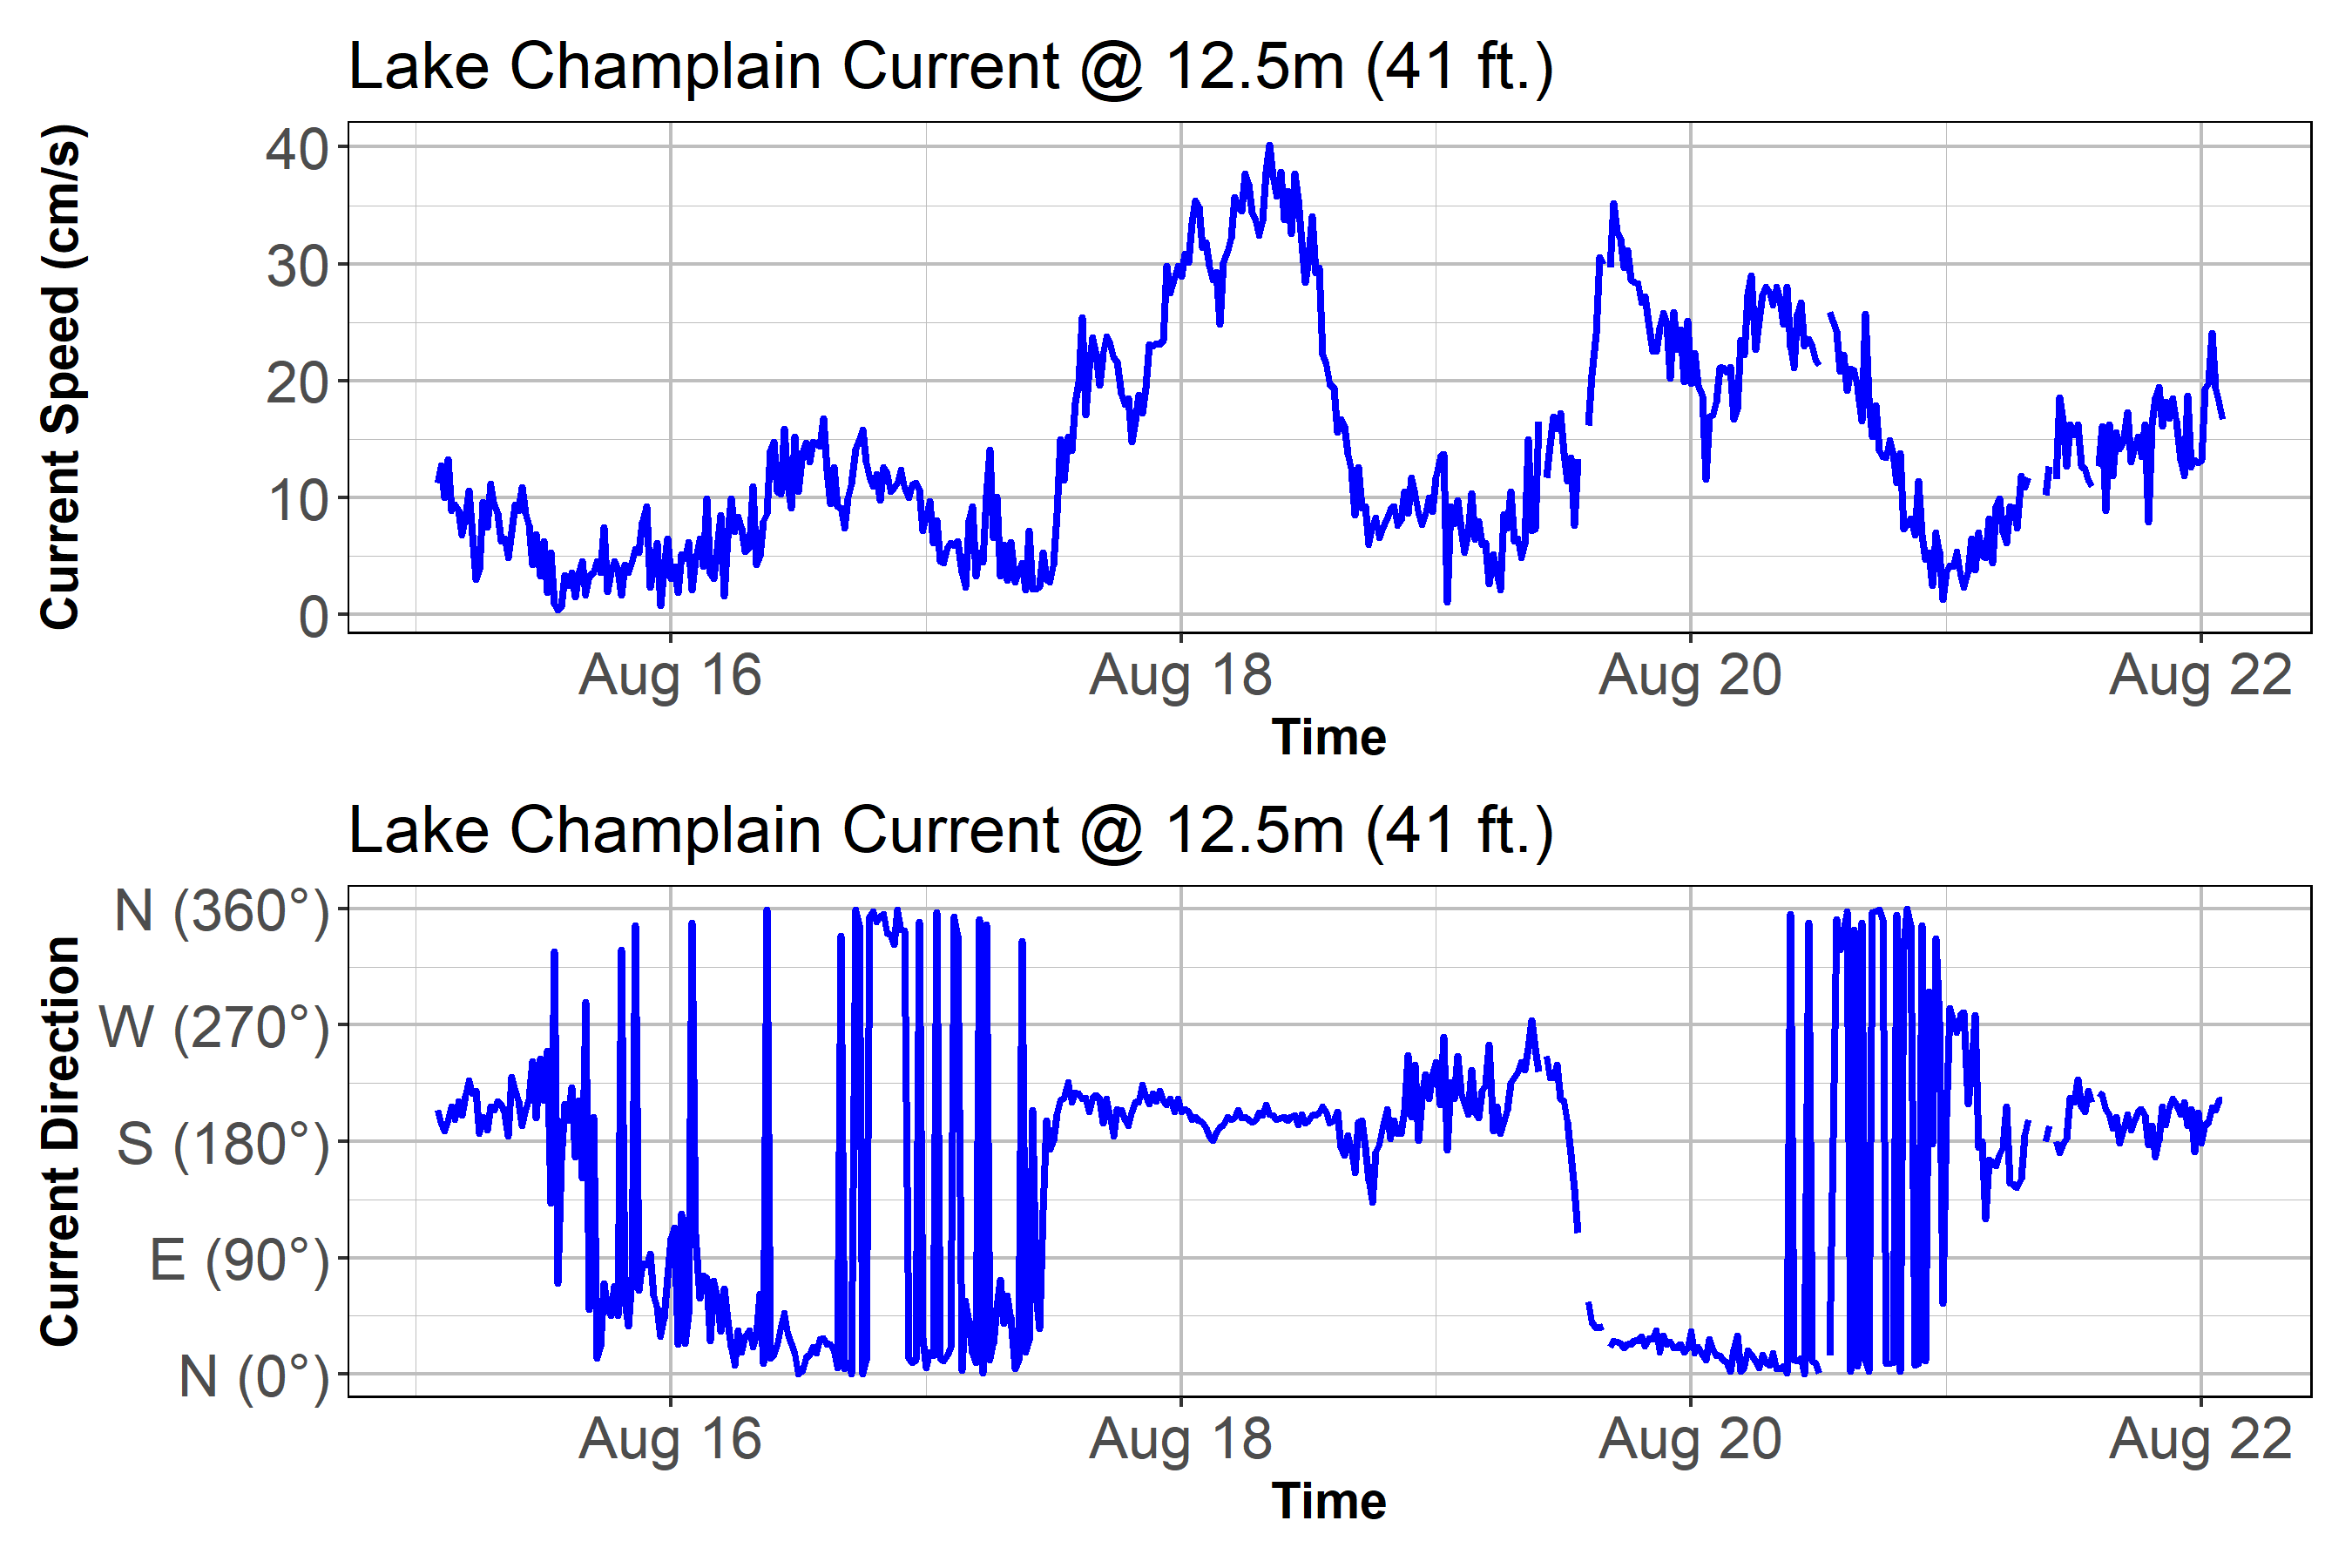 Lake Champlain Current @ 12.5m (41 ft.)
Current Speed (cm/s)
40
30
20
10
0
Aug 16 Aug 18 Aug 20 Aug 22
Time
Lake Champlain Current @ 12.5m (41 ft.)
Current Direction
N (360°)
W (270°)
S (180°)
E (90°)
N (0°)
Aug 16 Aug 18 Aug 20 Aug 22
Time